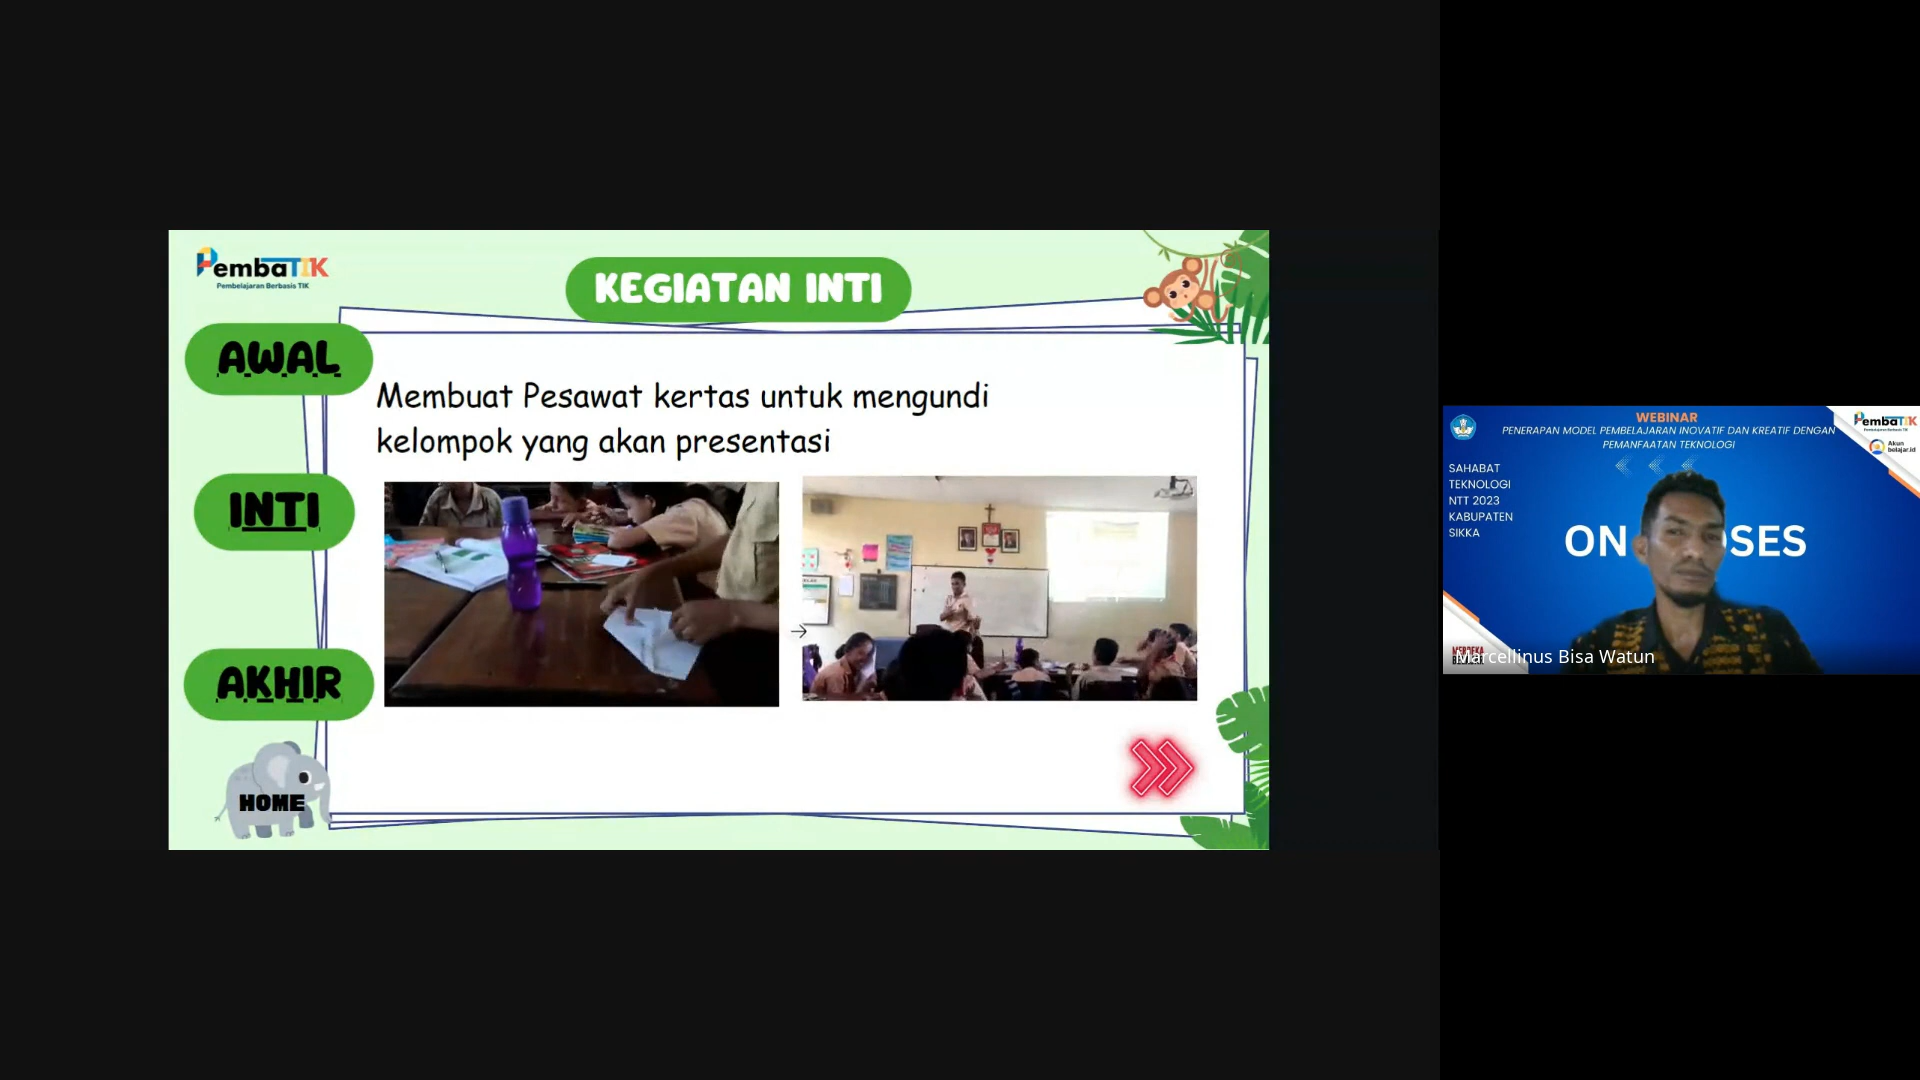 PembaTIK
Pembelajaran Berbasis TIK
KEGIATAN INTI
AWAL
INTI
AKHIR
HOME
Membuat Pesawat kertas untuk mengundi
kelompok yang akan presentasi
WEBINAR
PENERAPAN MODEL PEMBELAJARAN INOVATIF DAN KREATIF DENGAN
PEMANFAATAN TEKNOLOGI
PembaTIK
Akun
belajar.id
SAHABAT
TEKNOLOGI
NTT 2023
KABUPATEN
SIKKA
ON SES
Marcellinus Bisa Watun